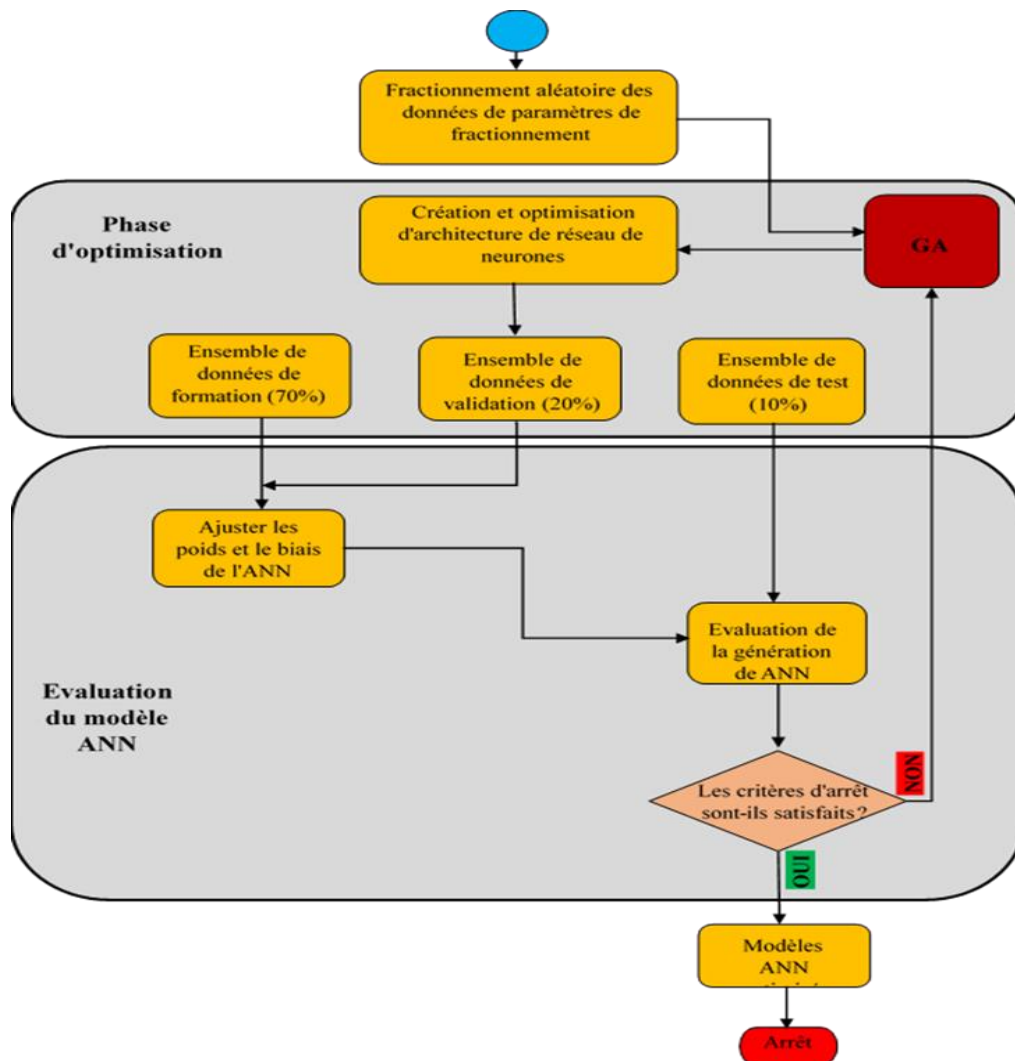 Fractionnement aléatoire des
données de paramètres de
fractionnement
Phase
d'optimisation
Création et optimisation
d'architecture de réseau de
neurones
GA
Ensemble de
données de
formation (70%)
Ensemble de
données de
validation (20%)
Ensemble de
données de test
(10%)
Ajuster les
poids et le biais
de l'ANN
Evaluation de
la génération
de ANN
Evaluation
du modèle
ANN
Les critères d'arrêt
sont-ils satisfaits?
NON
OUI
Modèles
ANN
Arrêt